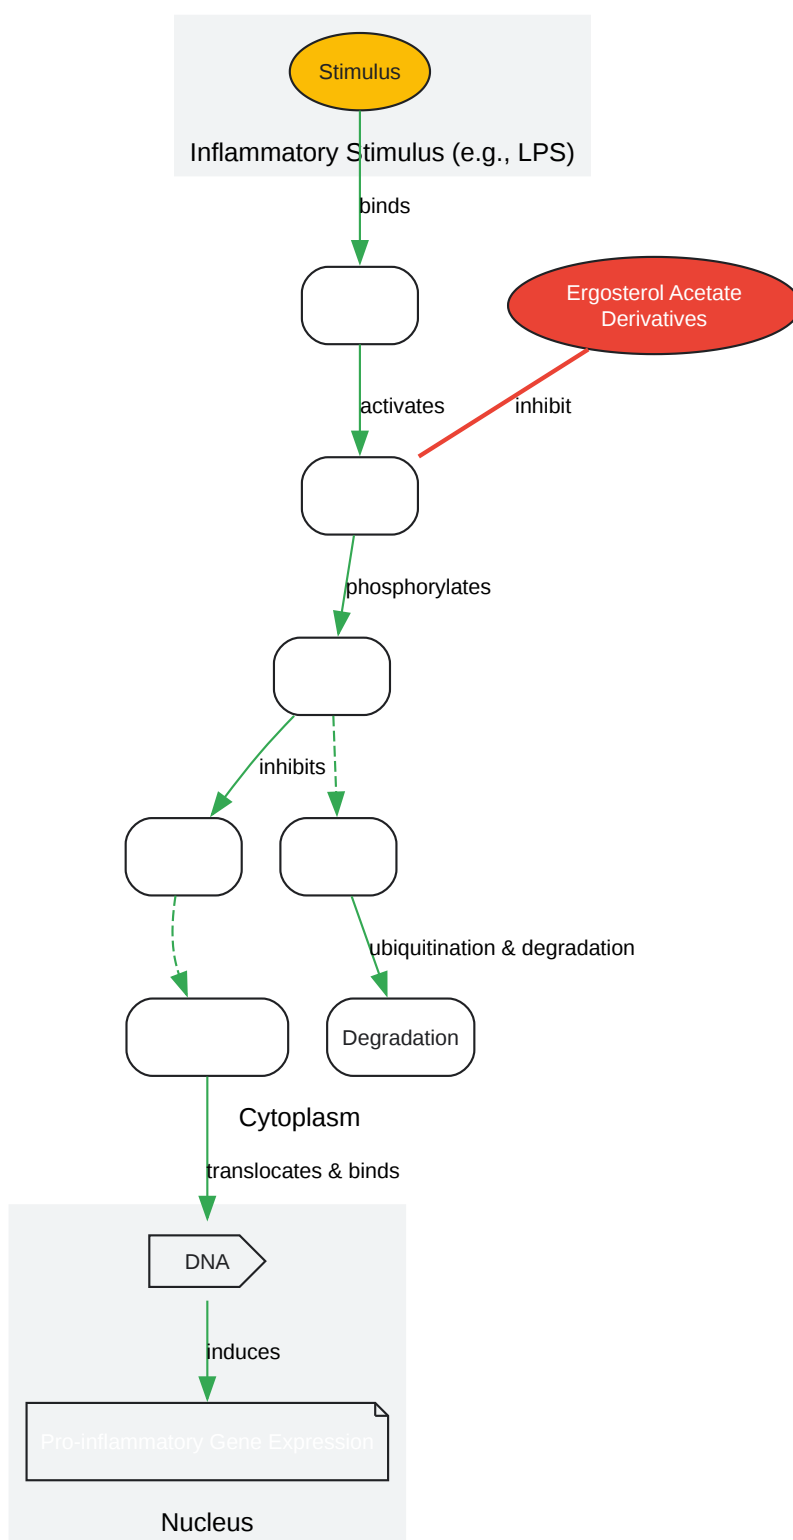 Stimulus
Inflammatory Stimulus (e.g., LPS)
binds
Ergosterol Acetate
Derivatives
activates
inhibit
phosphorylates
inhibits
ubiquitination & degradation
Degradation
Cytoplasm
translocates & binds
DNA
induces
Pro-inflammatory Gene Expression
Nucleus